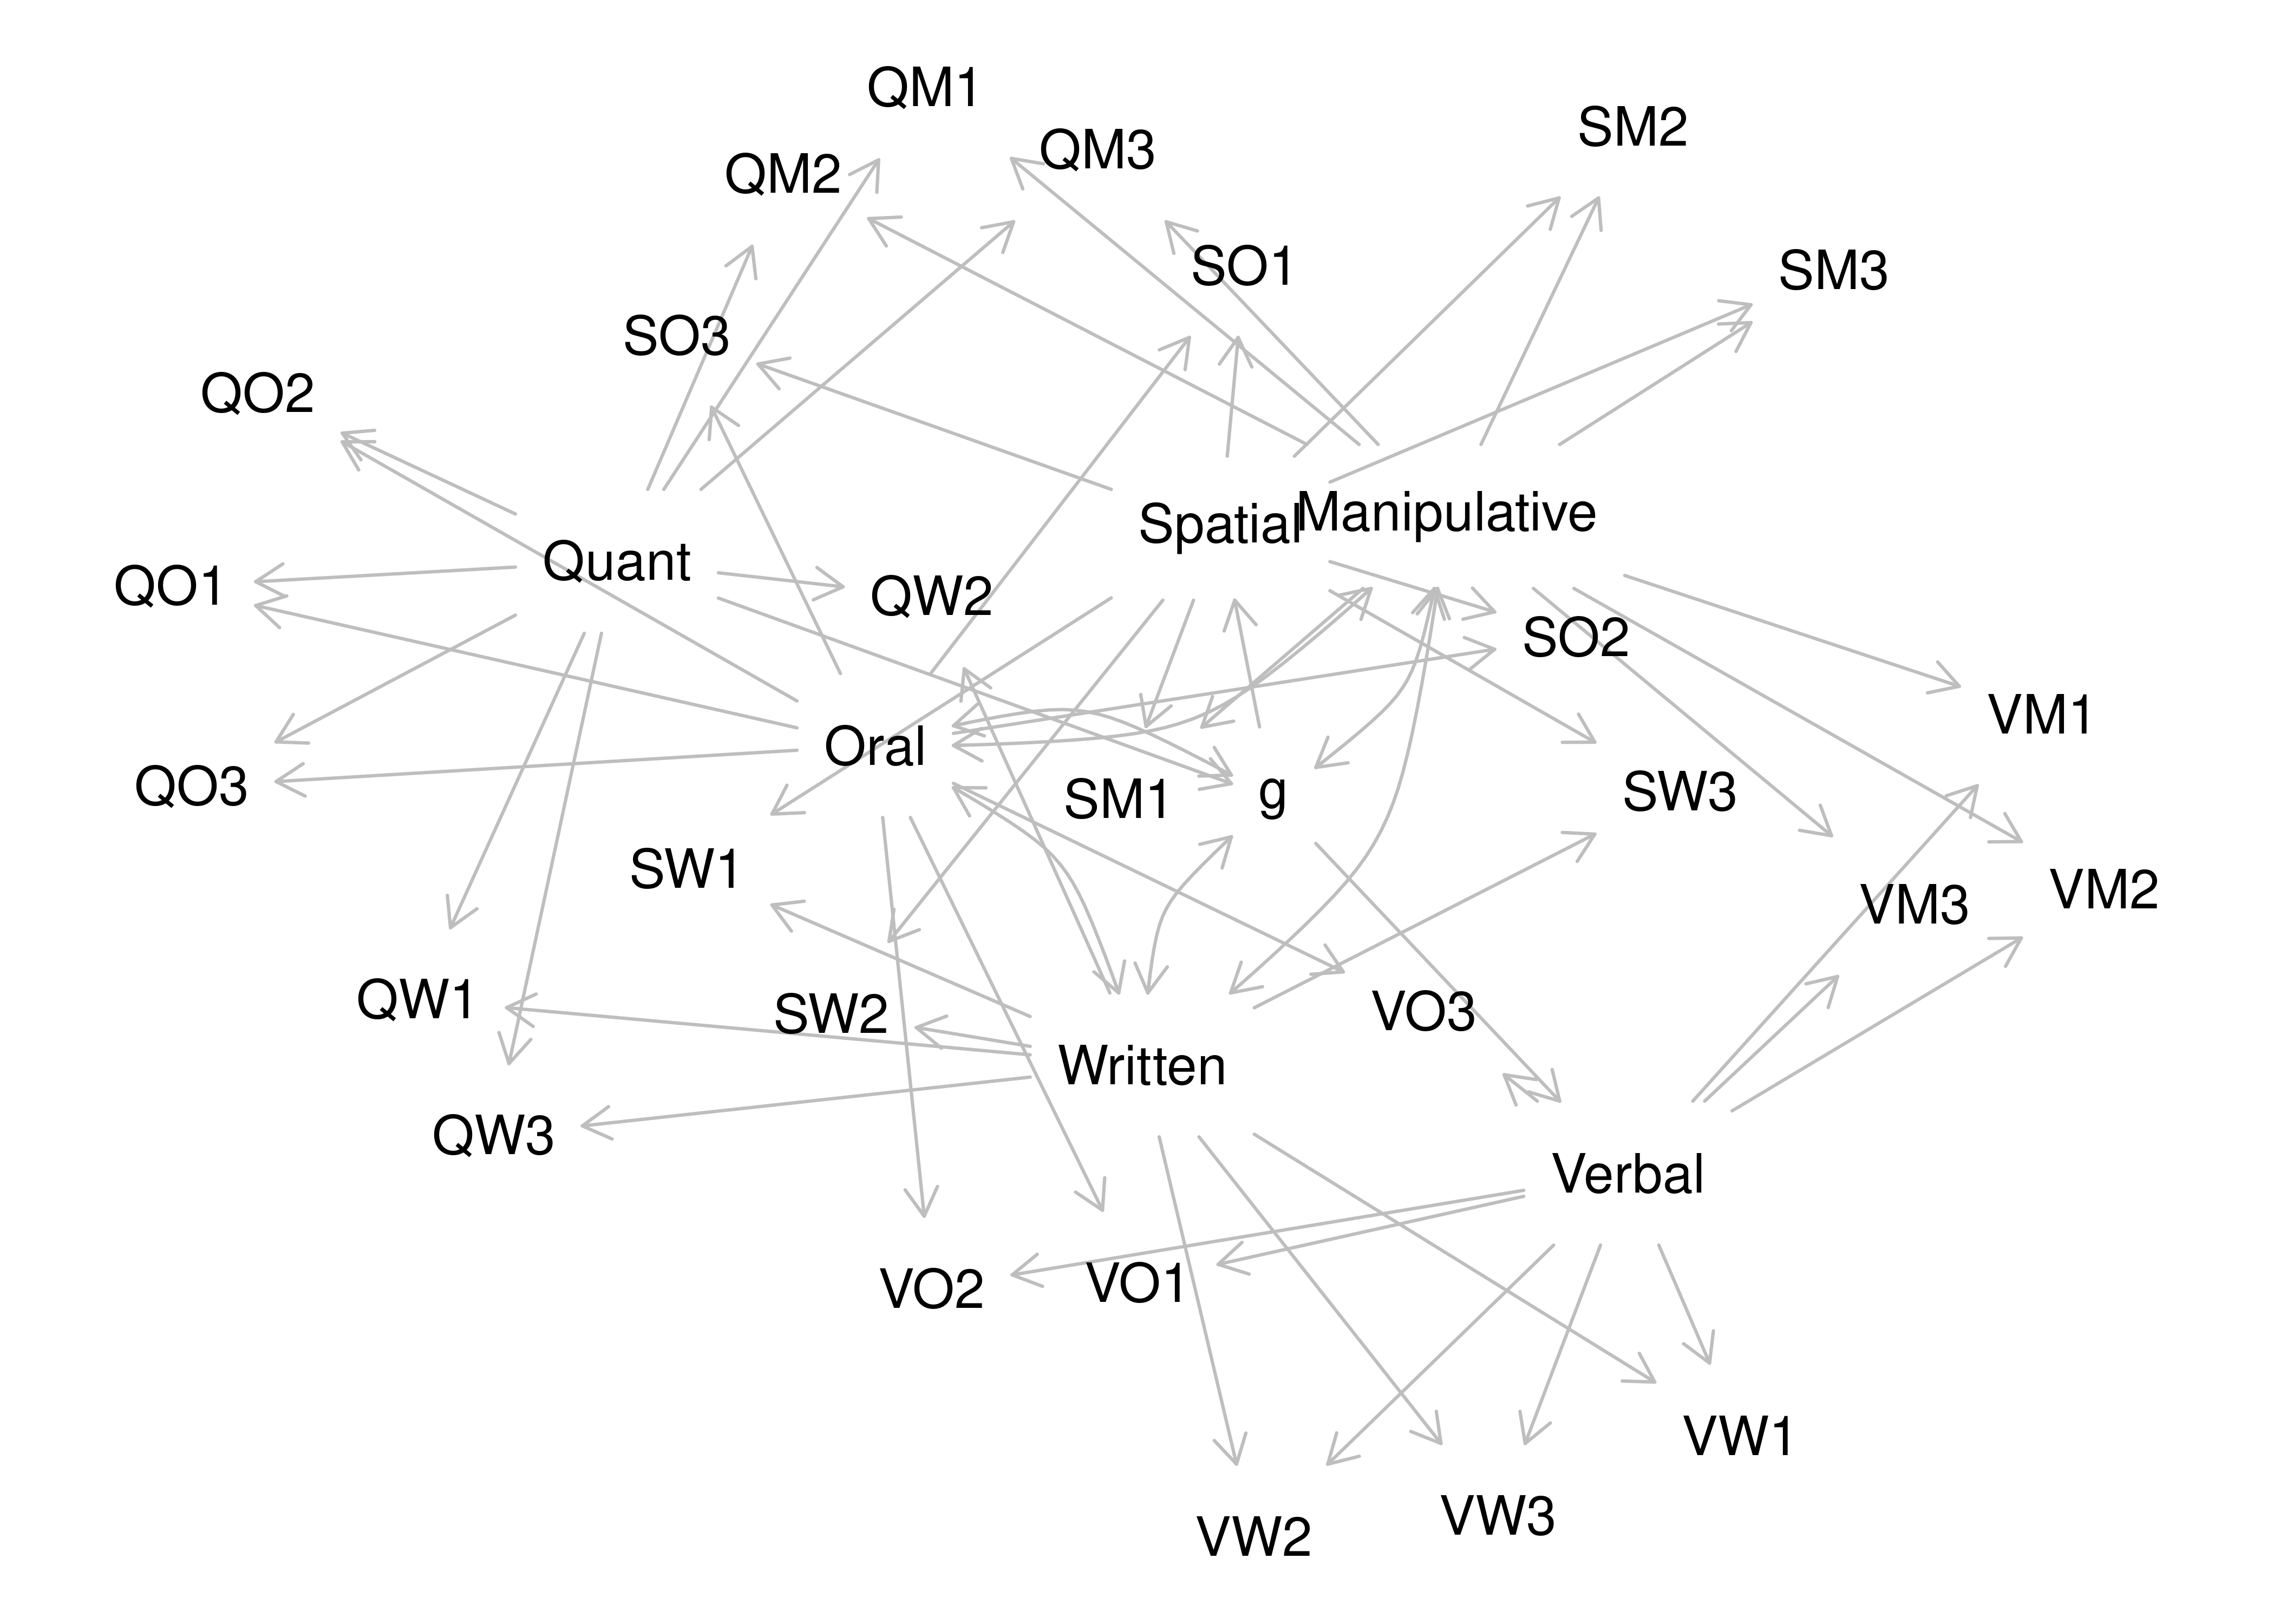 QM1
SM2
QM3
QM2
SO1
SM3
SO3
QO2
Spatial
Manipulative
Quant
QO1
QW2
SO2
VM1
Oral
QO3
SM1
g
SW3
SW1
VM3
VM2
QW1
SW2
VO3
Written
QW3
Verbal
VO2
VO1
VW1
VW3
VW2